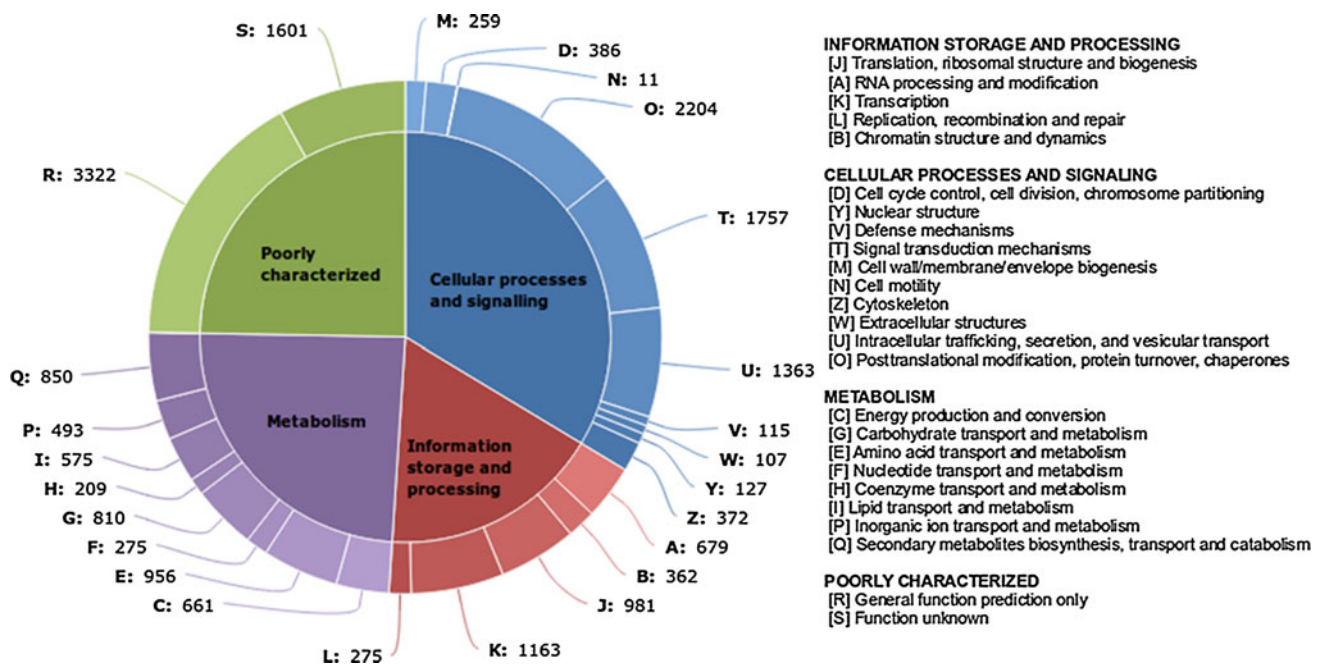 M: 259
D: 386
N: 11
O: 2204
T: 1757
U: 1363
V: 115
W: 107
Y: 127
Z: 372
A: 679
B: 362
J: 981
K: 1163
L: 275
C: 661
E: 956
F: 275
G: 810
H: 209
I: 575
P: 493
Q: 850
R: 3322
S: 1601
Poorly
characterized
Cellular processes
and signalling
Metabolism
Information
storage and
processing
INFORMATION STORAGE AND PROCESSING
[J] Translation, ribosomal structure and biogenesis
[A] RNA processing and modification
[K] Transcription
[L] Replication, recombination and repair
[B] Chromatin structure and dynamics
CELLULAR PROCESSES AND SIGNALING
[D] Cell cycle control, cell division, chromosome partitioning
[Y] Nuclear structure
[V] Defense mechanisms
[T] Signal transduction mechanisms
[M] Cell wall/membrane/envelope biogenesis
[N] Cell motility
[Z] Cytoskeleton
[W] Extracellular structures
[U] Intracellular trafficking, secretion, and vesicular transport
[O] Posttranslational modification, protein turnover, chaperones
METABOLISM
[C] Energy production and conversion
[G] Carbohydrate transport and metabolism
[E] Amino acid transport and metabolism
[F] Nucleotide transport and metabolism
[H] Coenzyme transport and metabolism
[I] Lipid transport and metabolism
[P] Inorganic ion transport and metabolism
[Q] Secondary metabolites biosynthesis, transport and catabolism
POORLY CHARACTERIZED
[R] General function prediction only
[S] Function unknown